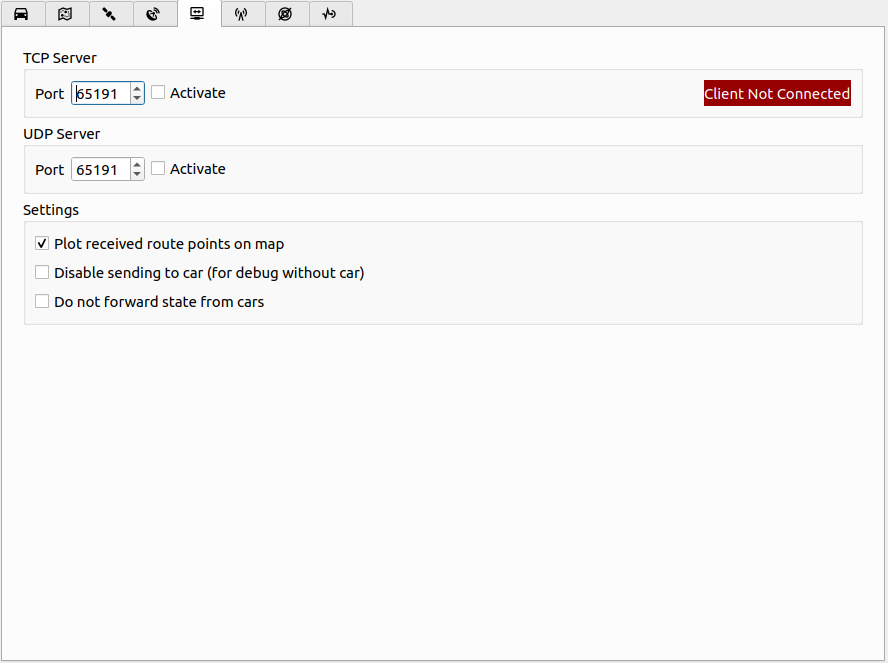 TCP Server
Port 65191 Activate Client Not Connected
UDP Server
Port 65191 Activate
Settings
Plot received route points on map
Disable sending to car (for debug without car)
Do not forward state from cars